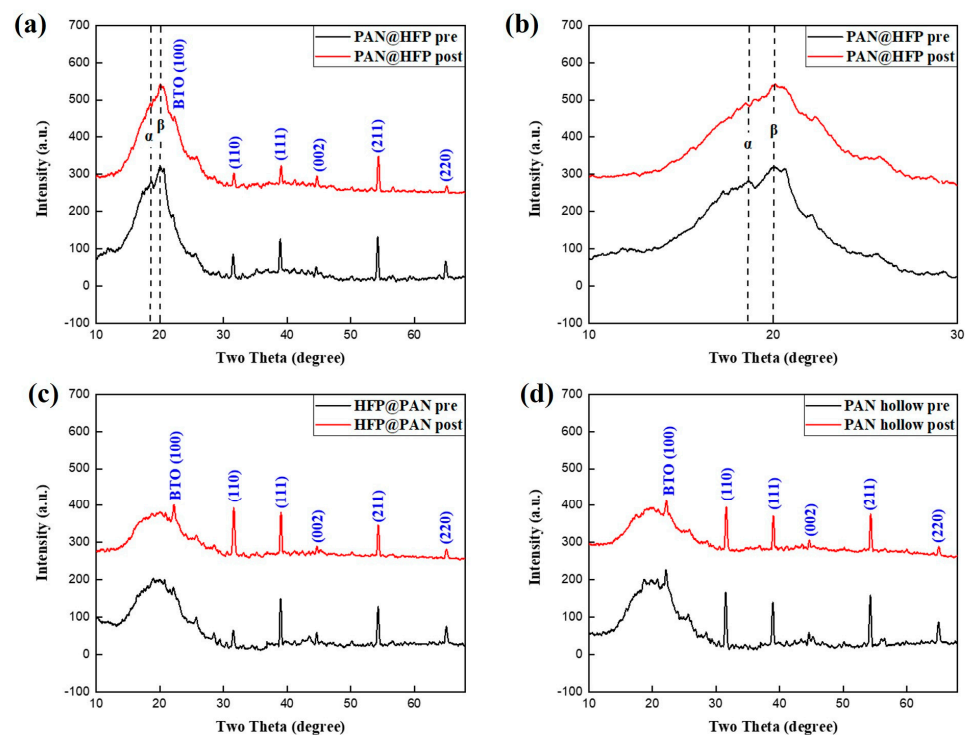 (a)
700
600
500
400
300
200
100
0
-100
Intensity (a.u.)
PAN@HFP pre
PAN@HFP post
BTO (100)
α
β
(110)
(111)
(002)
(211)
(220)
10 20 30 40 50 60
Two Theta (degree)
(b)
700
600
500
400
300
200
100
0
-100
Intensity (a.u.)
PAN@HFP pre
PAN@HFP post
α
β
10 20 30
Two Theta (degree)
(c)
700
600
500
400
300
200
100
0
-100
Intensity (a.u.)
HFP@PAN pre
HFP@PAN post
BTO (100)
(110)
(111)
(002)
(211)
(220)
10 20 30 40 50 60
Two Theta (degree)
(d)
700
600
500
400
300
200
100
0
-100
Intensity (a.u.)
PAN hollow pre
PAN hollow post
BTO (100)
(110)
(111)
(002)
(211)
(220)
10 20 30 40 50 60
Two Theta (degree)